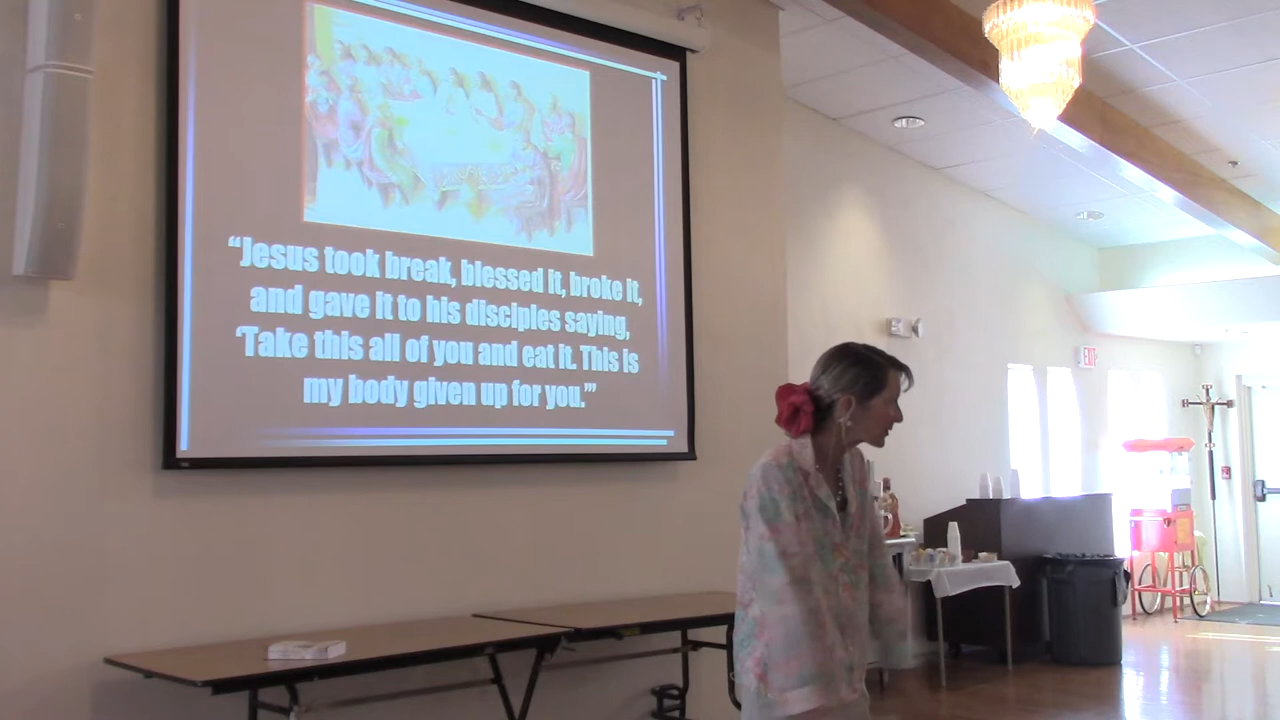 “Jesus took break, blessed it, broke it,
and gave it to his disciples saying,
‘Take this all of you and eat it. This is
my body given up for you.’”
EXIT